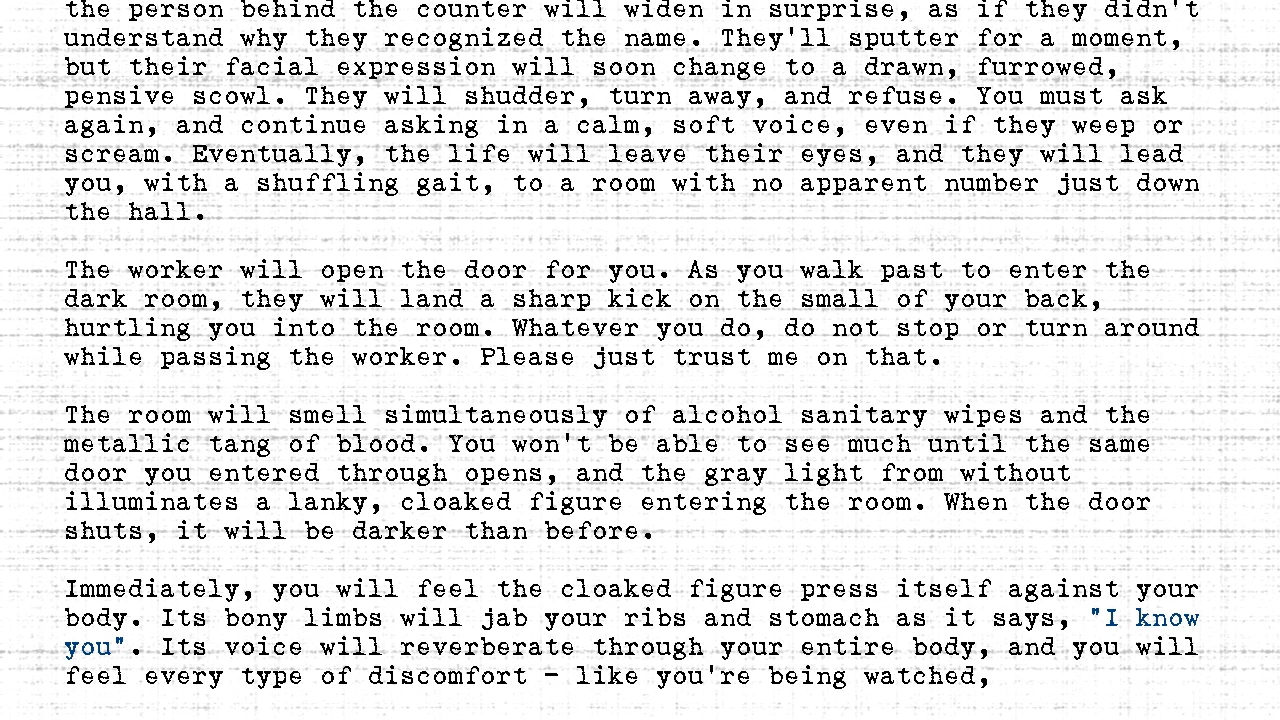 the person behind the counter will widen in surprise, as if they didn't
understand why they recognized the name. They'll sputter for a moment,
but their facial expression will soon change to a drawn, furrowed,
pensive scowl. They will shudder, turn away, and refuse. You must ask
again, and continue asking in a calm, soft voice, even if they weep or
scream. Eventually, the life will leave their eyes, and they will lead
you, with a shuffling gait, to a room with no apparent number just down
the hall.
The worker will open the door for you. As you walk past to enter the
dark room, they will land a sharp kick on the small of your back,
hurtling you into the room. Whatever you do, do not stop or turn around
while passing the worker. Please just trust me on that.
The room will smell simultaneously of alcohol sanitary wipes and the
metallic tang of blood. You won't be able to see much until the same
door you entered through opens, and the gray light from without
illuminates a lanky, cloaked figure entering the room. When the door
shuts, it will be darker than before.
Immediately, you will feel the cloaked figure press itself against your
body. Its bony limbs will jab your ribs and stomach as it says, "I know
you". Its voice will reverberate through your entire body, and you will
feel every type of discomfort - like you're being watched,